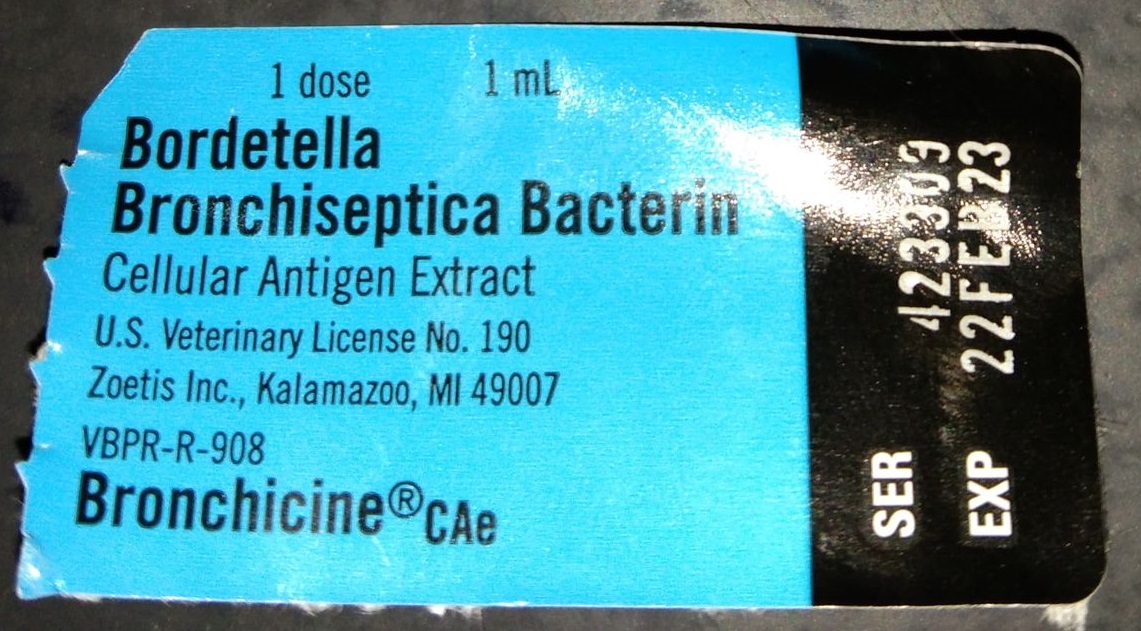 1 dose 1 mL
Bordetella
Bronchiseptica Bacterin
Cellular Antigen Extract
U.S. Veterinary License No. 190
Zoetis Inc., Kalamazoo, MI 49007
VBPR-R-908
Bronchicine®CAe
SER 423309
EXP 22FEB23